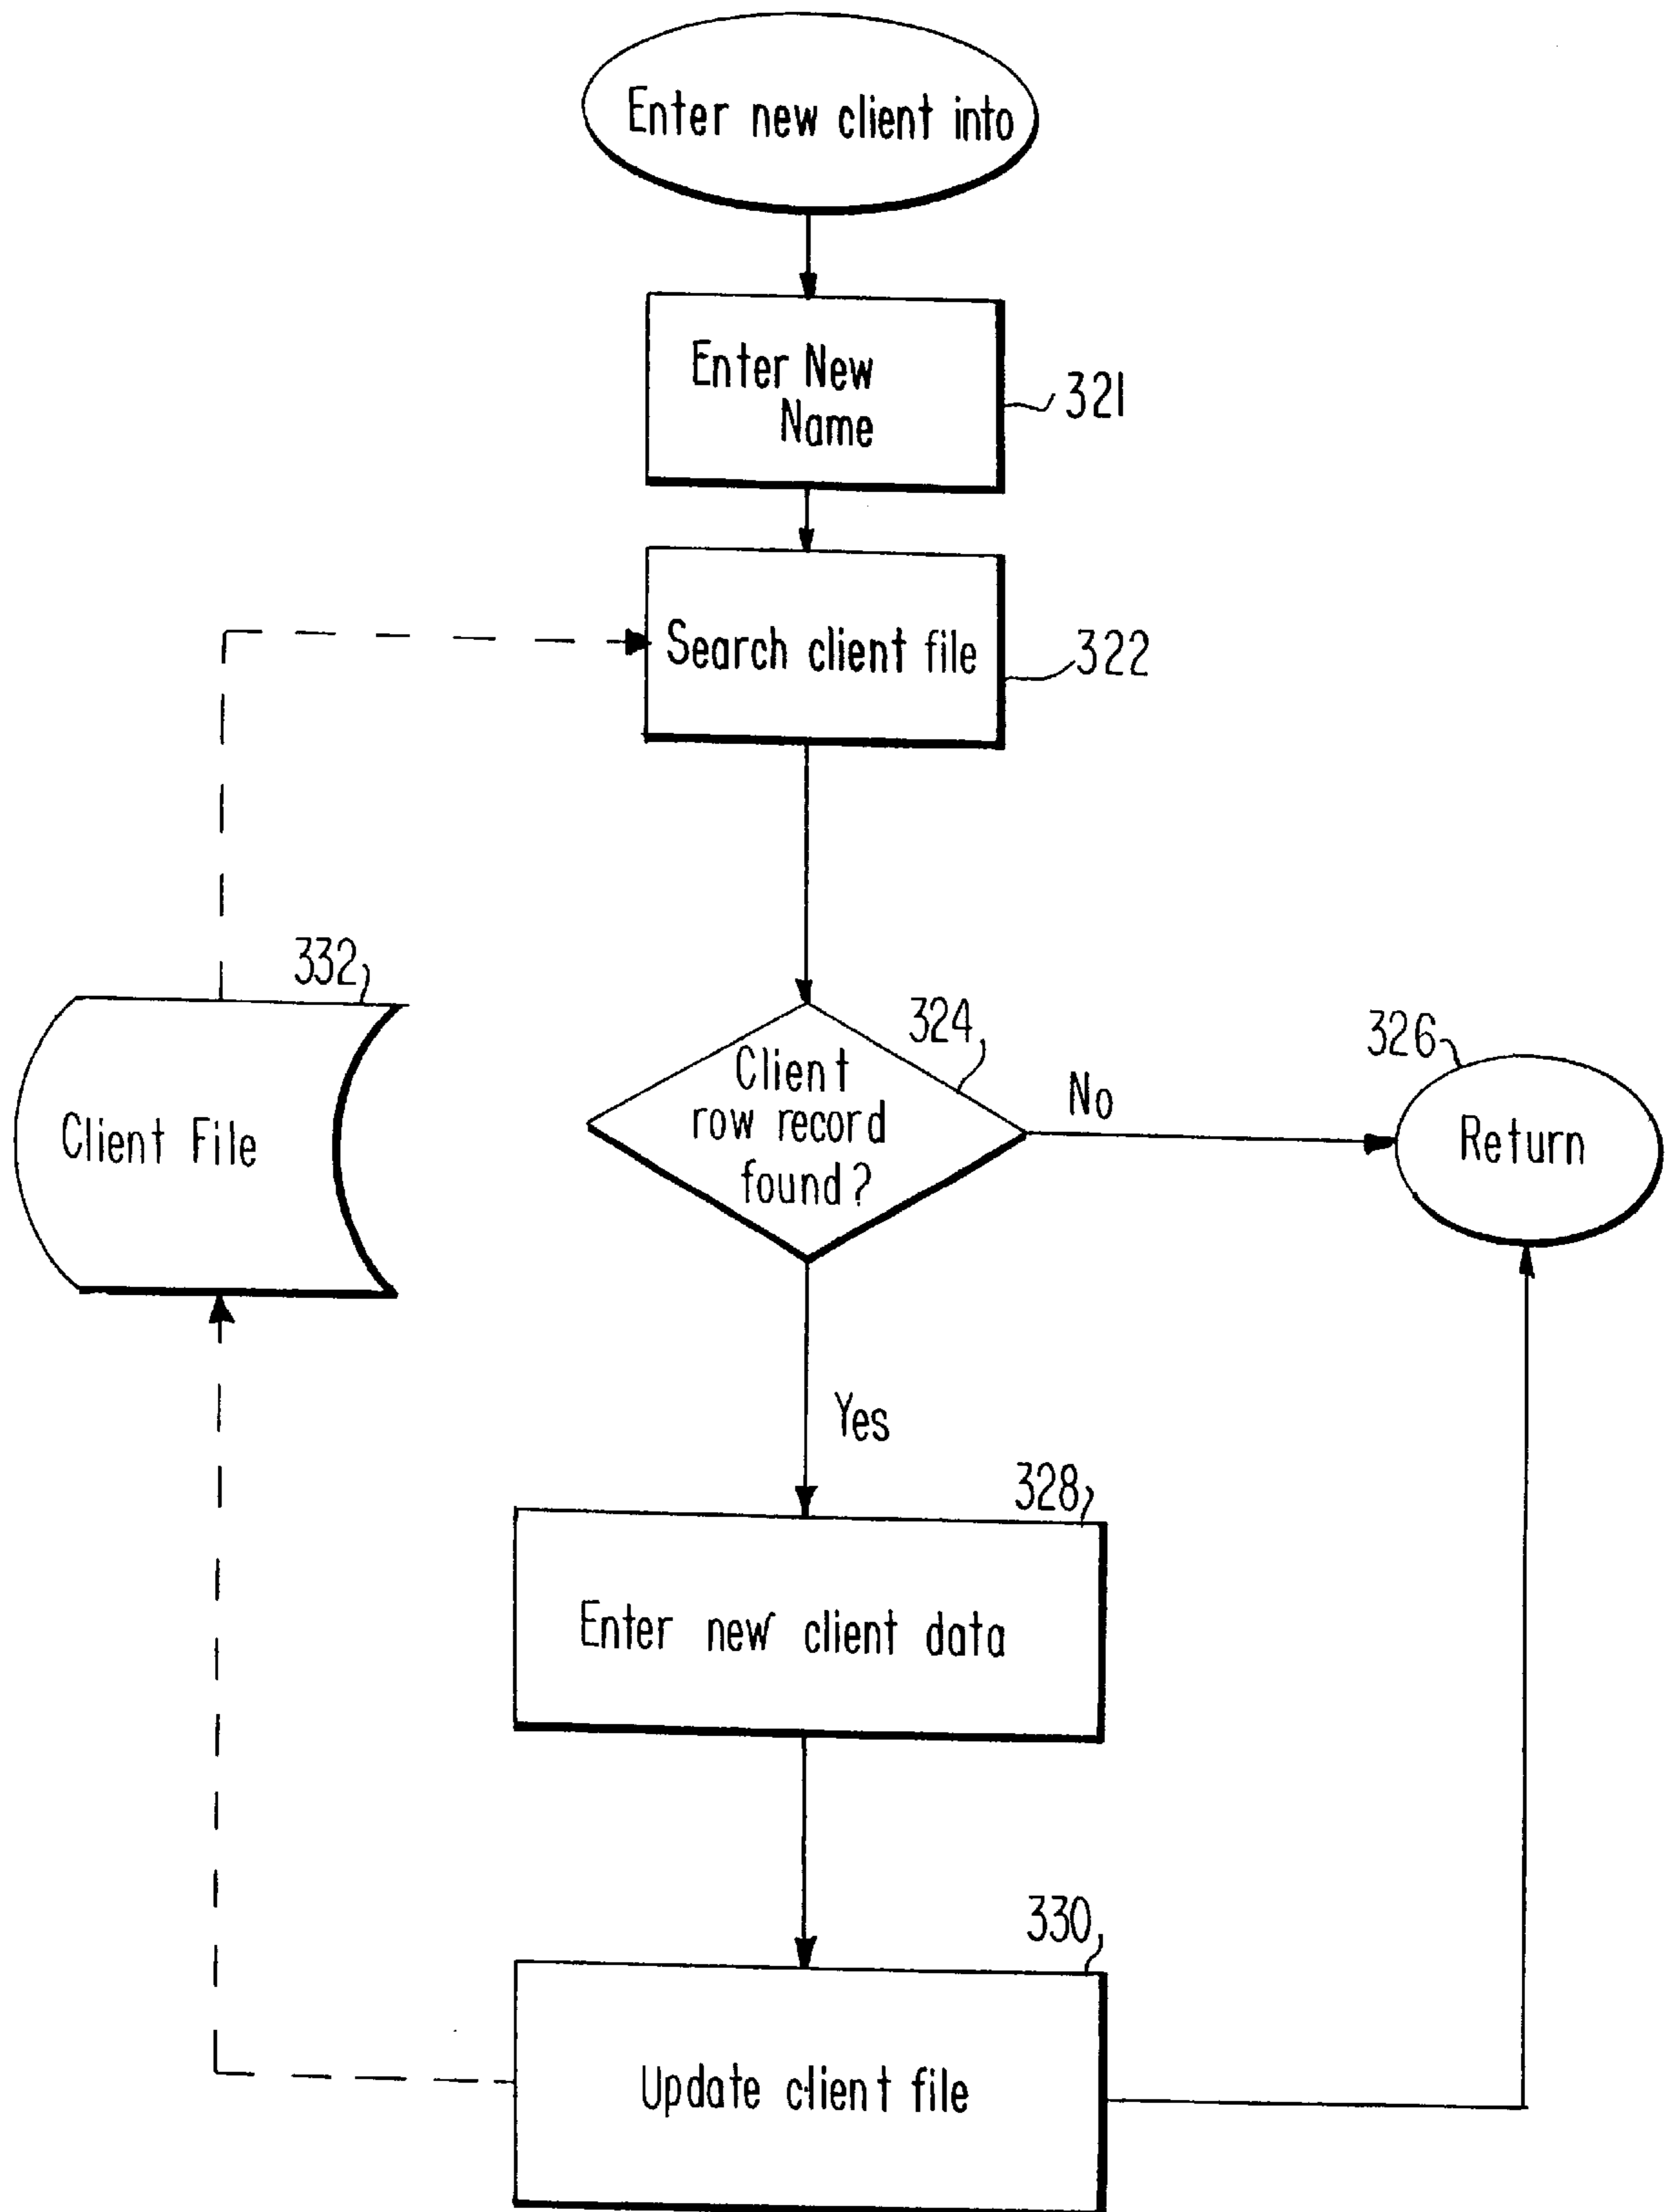 Enter new client into
Enter New
Name
321
Search client file
322
332
324
326
Client
row record
found?
No
Client File
Return
Yes
328
Enter new client data
330
Update client file